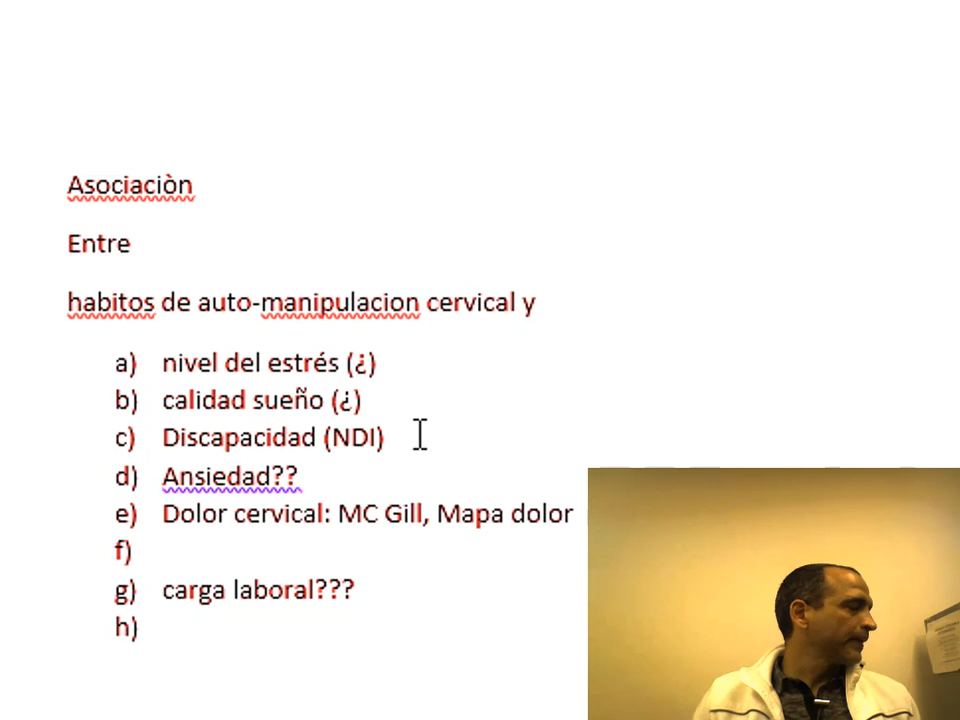 Asociaciòn
Entre
habitos de auto-manipulacion cervical y
a) nivel del estrés (¿)
b) calidad sueño (¿)
c) Discapacidad (NDI)
d) Ansiedad??
e) Dolor cervical: MC Gill, Mapa dolor
f)
g) carga laboral???
h)